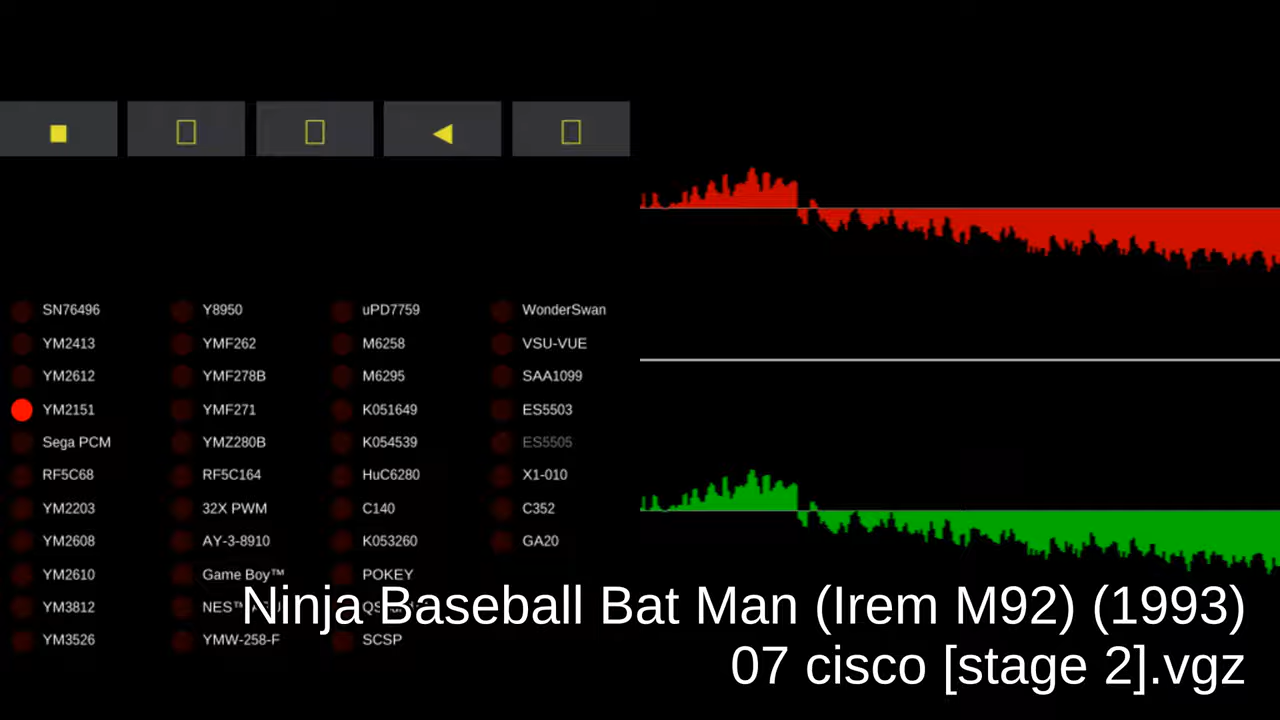 SN76496 Y8950 uPD7759 WonderSwan
YM2413 YMF262 M6258 VSU-VUE
YM2612 YMF278B M6295 SAA1099
YM2151 YMF271 K051649 ES5503
Sega PCM YMZ280B K054539 ES5505
RF5C68 RF5C164 HuC6280 X1-010
YM2203 32X PWM C140 C352
YM2608 AY-3-8910 K053260 GA20
YM2610 Game Boy™ POKEY
YM3812
YM3526 YMW-258-F SCSP
Ninja Baseball Bat Man (Irem M92) (1993)
07 cisco [stage 2].vgz